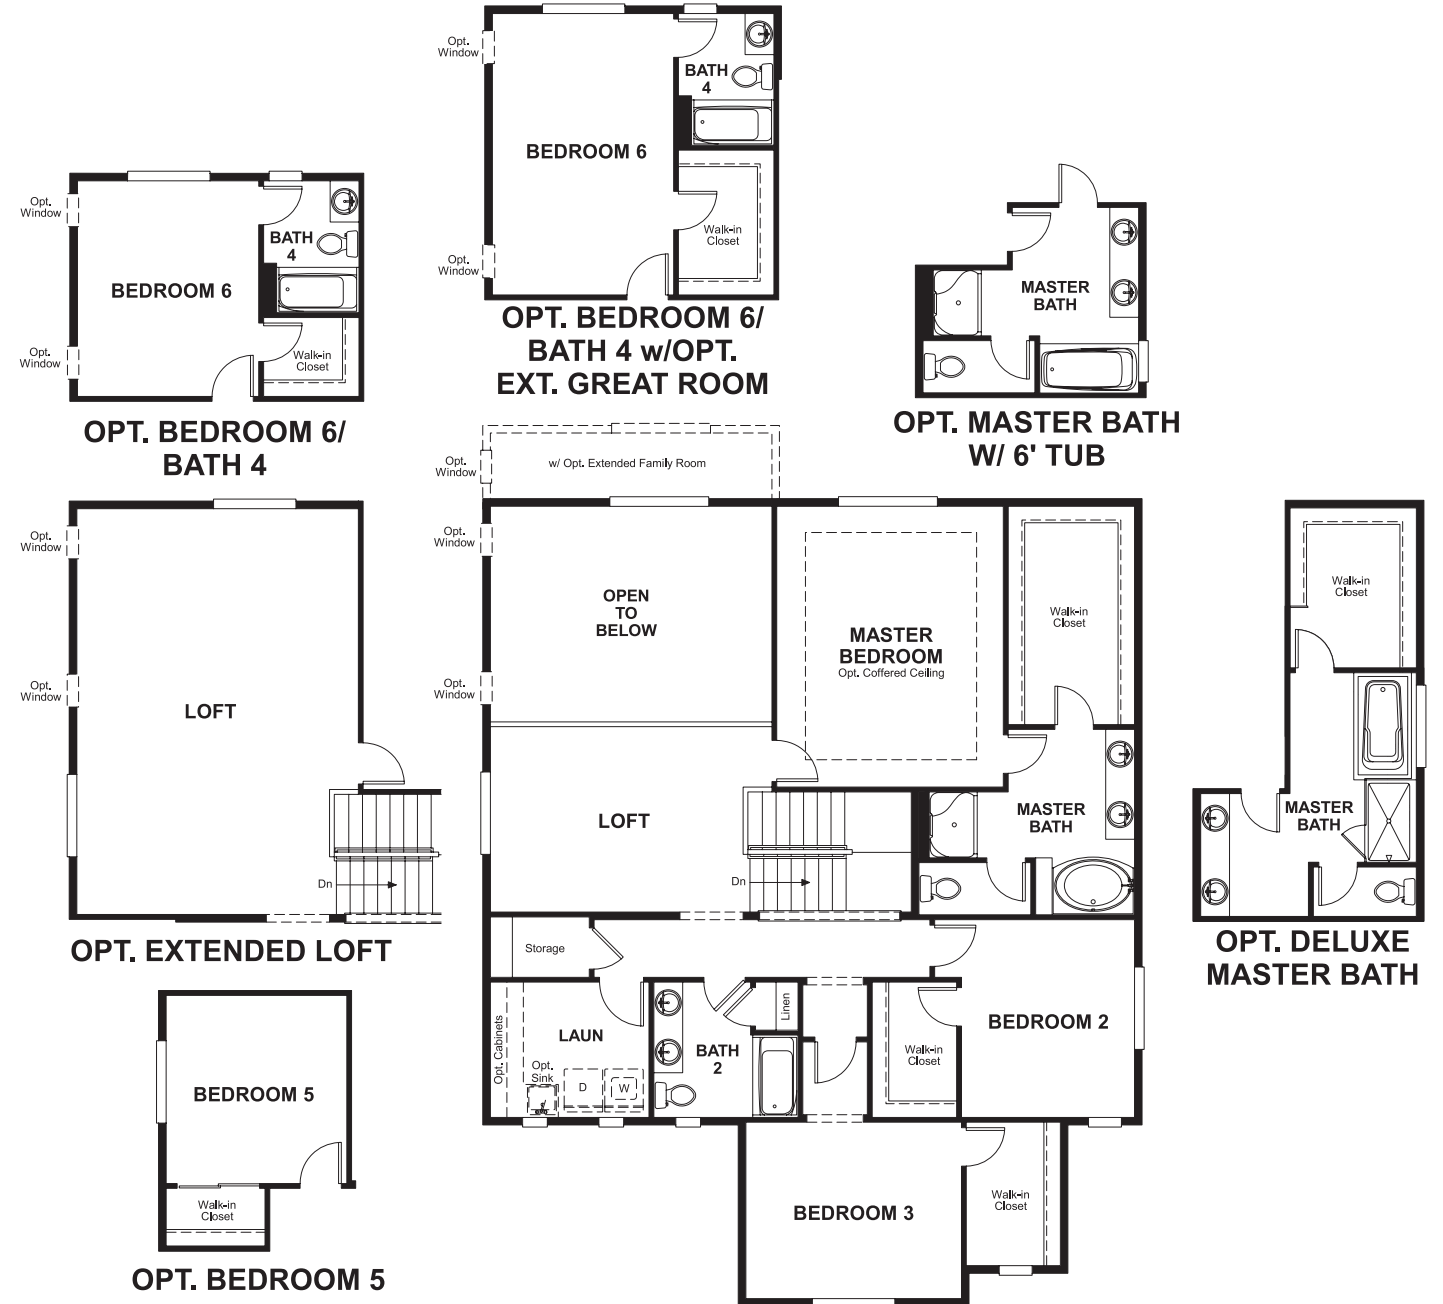 Opt.
Window
BATH
4
BEDROOM 6
Opt.
Window
Walk-in
Closet
OPT. BEDROOM 6/
BATH 4 w/OPT.
EXT. GREAT ROOM
Opt.
Window
BATH
4
BEDROOM 6
Opt.
Window
Walk-in
Closet
OPT. BEDROOM 6/
BATH 4
MASTER
BATH
OPT. MASTER BATH
W/ 6' TUB
Opt.
Window
LOFT
Opt.
Window
Dn
OPT. EXTENDED LOFT
Opt.
Window
w/ Opt. Extended Family Room
Opt.
Window
OPEN
TO
BELOW
Opt.
Window
MASTER
BEDROOM
Opt. Coffered Ceiling
Walk-in
Closet
LOFT
Dn
MASTER
BATH
Storage
Opt. Cabinets
LAUN
Opt.
Sink
D
W
BATH
2
Linen
Walk-in
Closet
BEDROOM 2
BEDROOM 3
Walk-in
Closet
Walk-in
Closet
MASTER
BATH
OPT. DELUXE
MASTER BATH
BEDROOM 5
Walk-in
Closet
OPT. BEDROOM 5